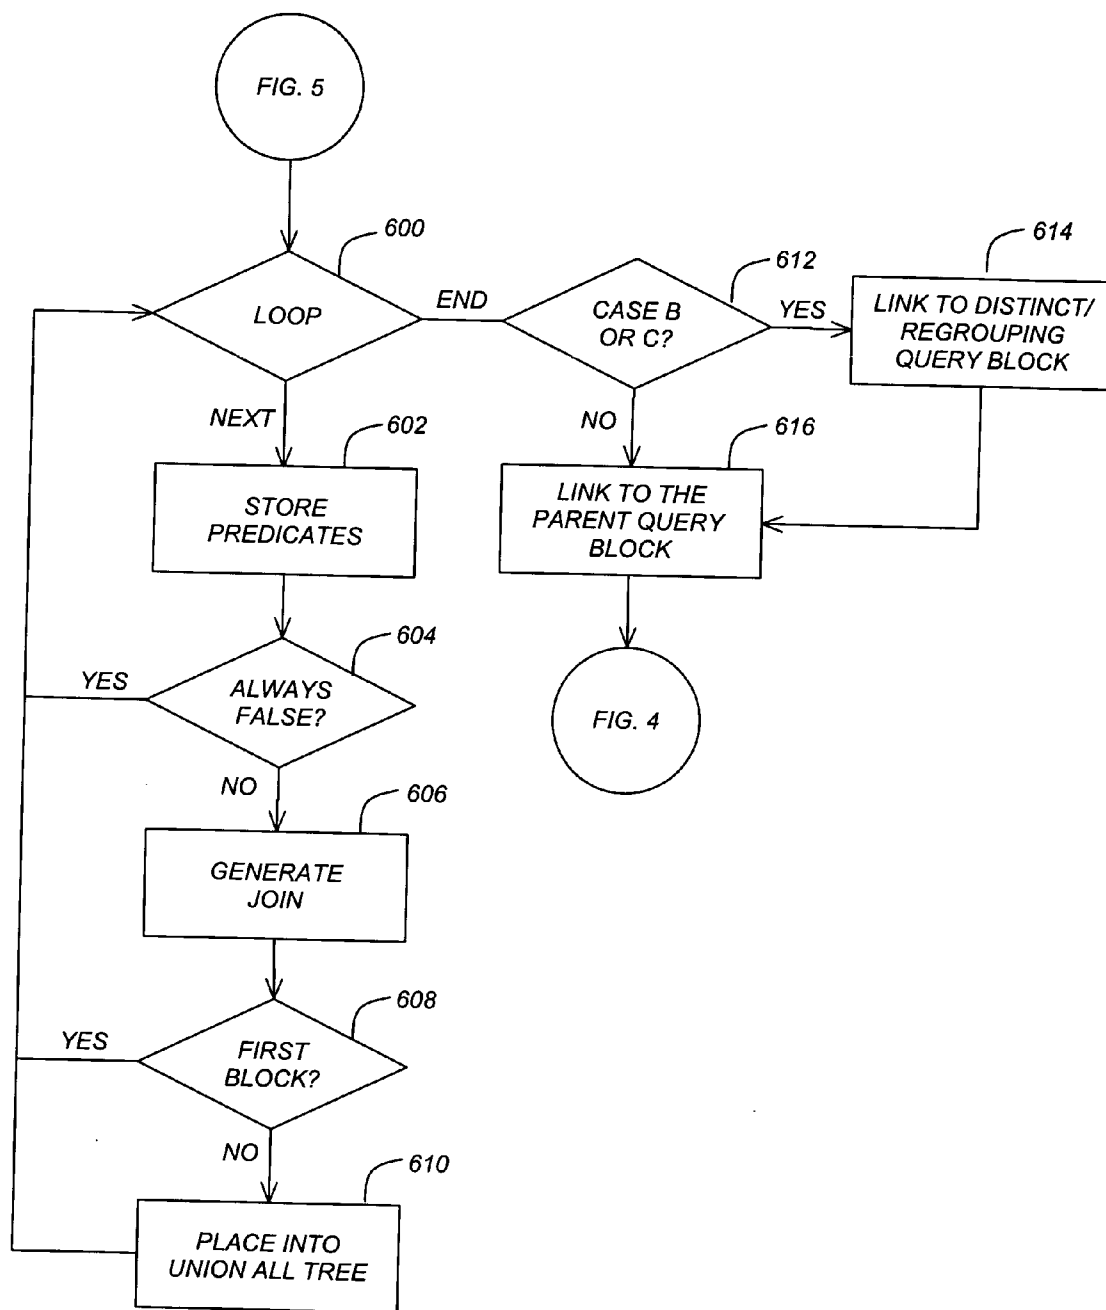 FIG. 5
600
LOOP
END
612
CASE B
OR C?
YES
614
LINK TO DISTINCT/
REGROUPING
QUERY BLOCK
NEXT
602
STORE
PREDICATES
NO
616
LINK TO THE
PARENT QUERY
BLOCK
604
YES
ALWAYS
FALSE?
FIG. 4
NO
606
GENERATE
JOIN
608
YES
FIRST
BLOCK?
NO
610
PLACE INTO
UNION ALL TREE